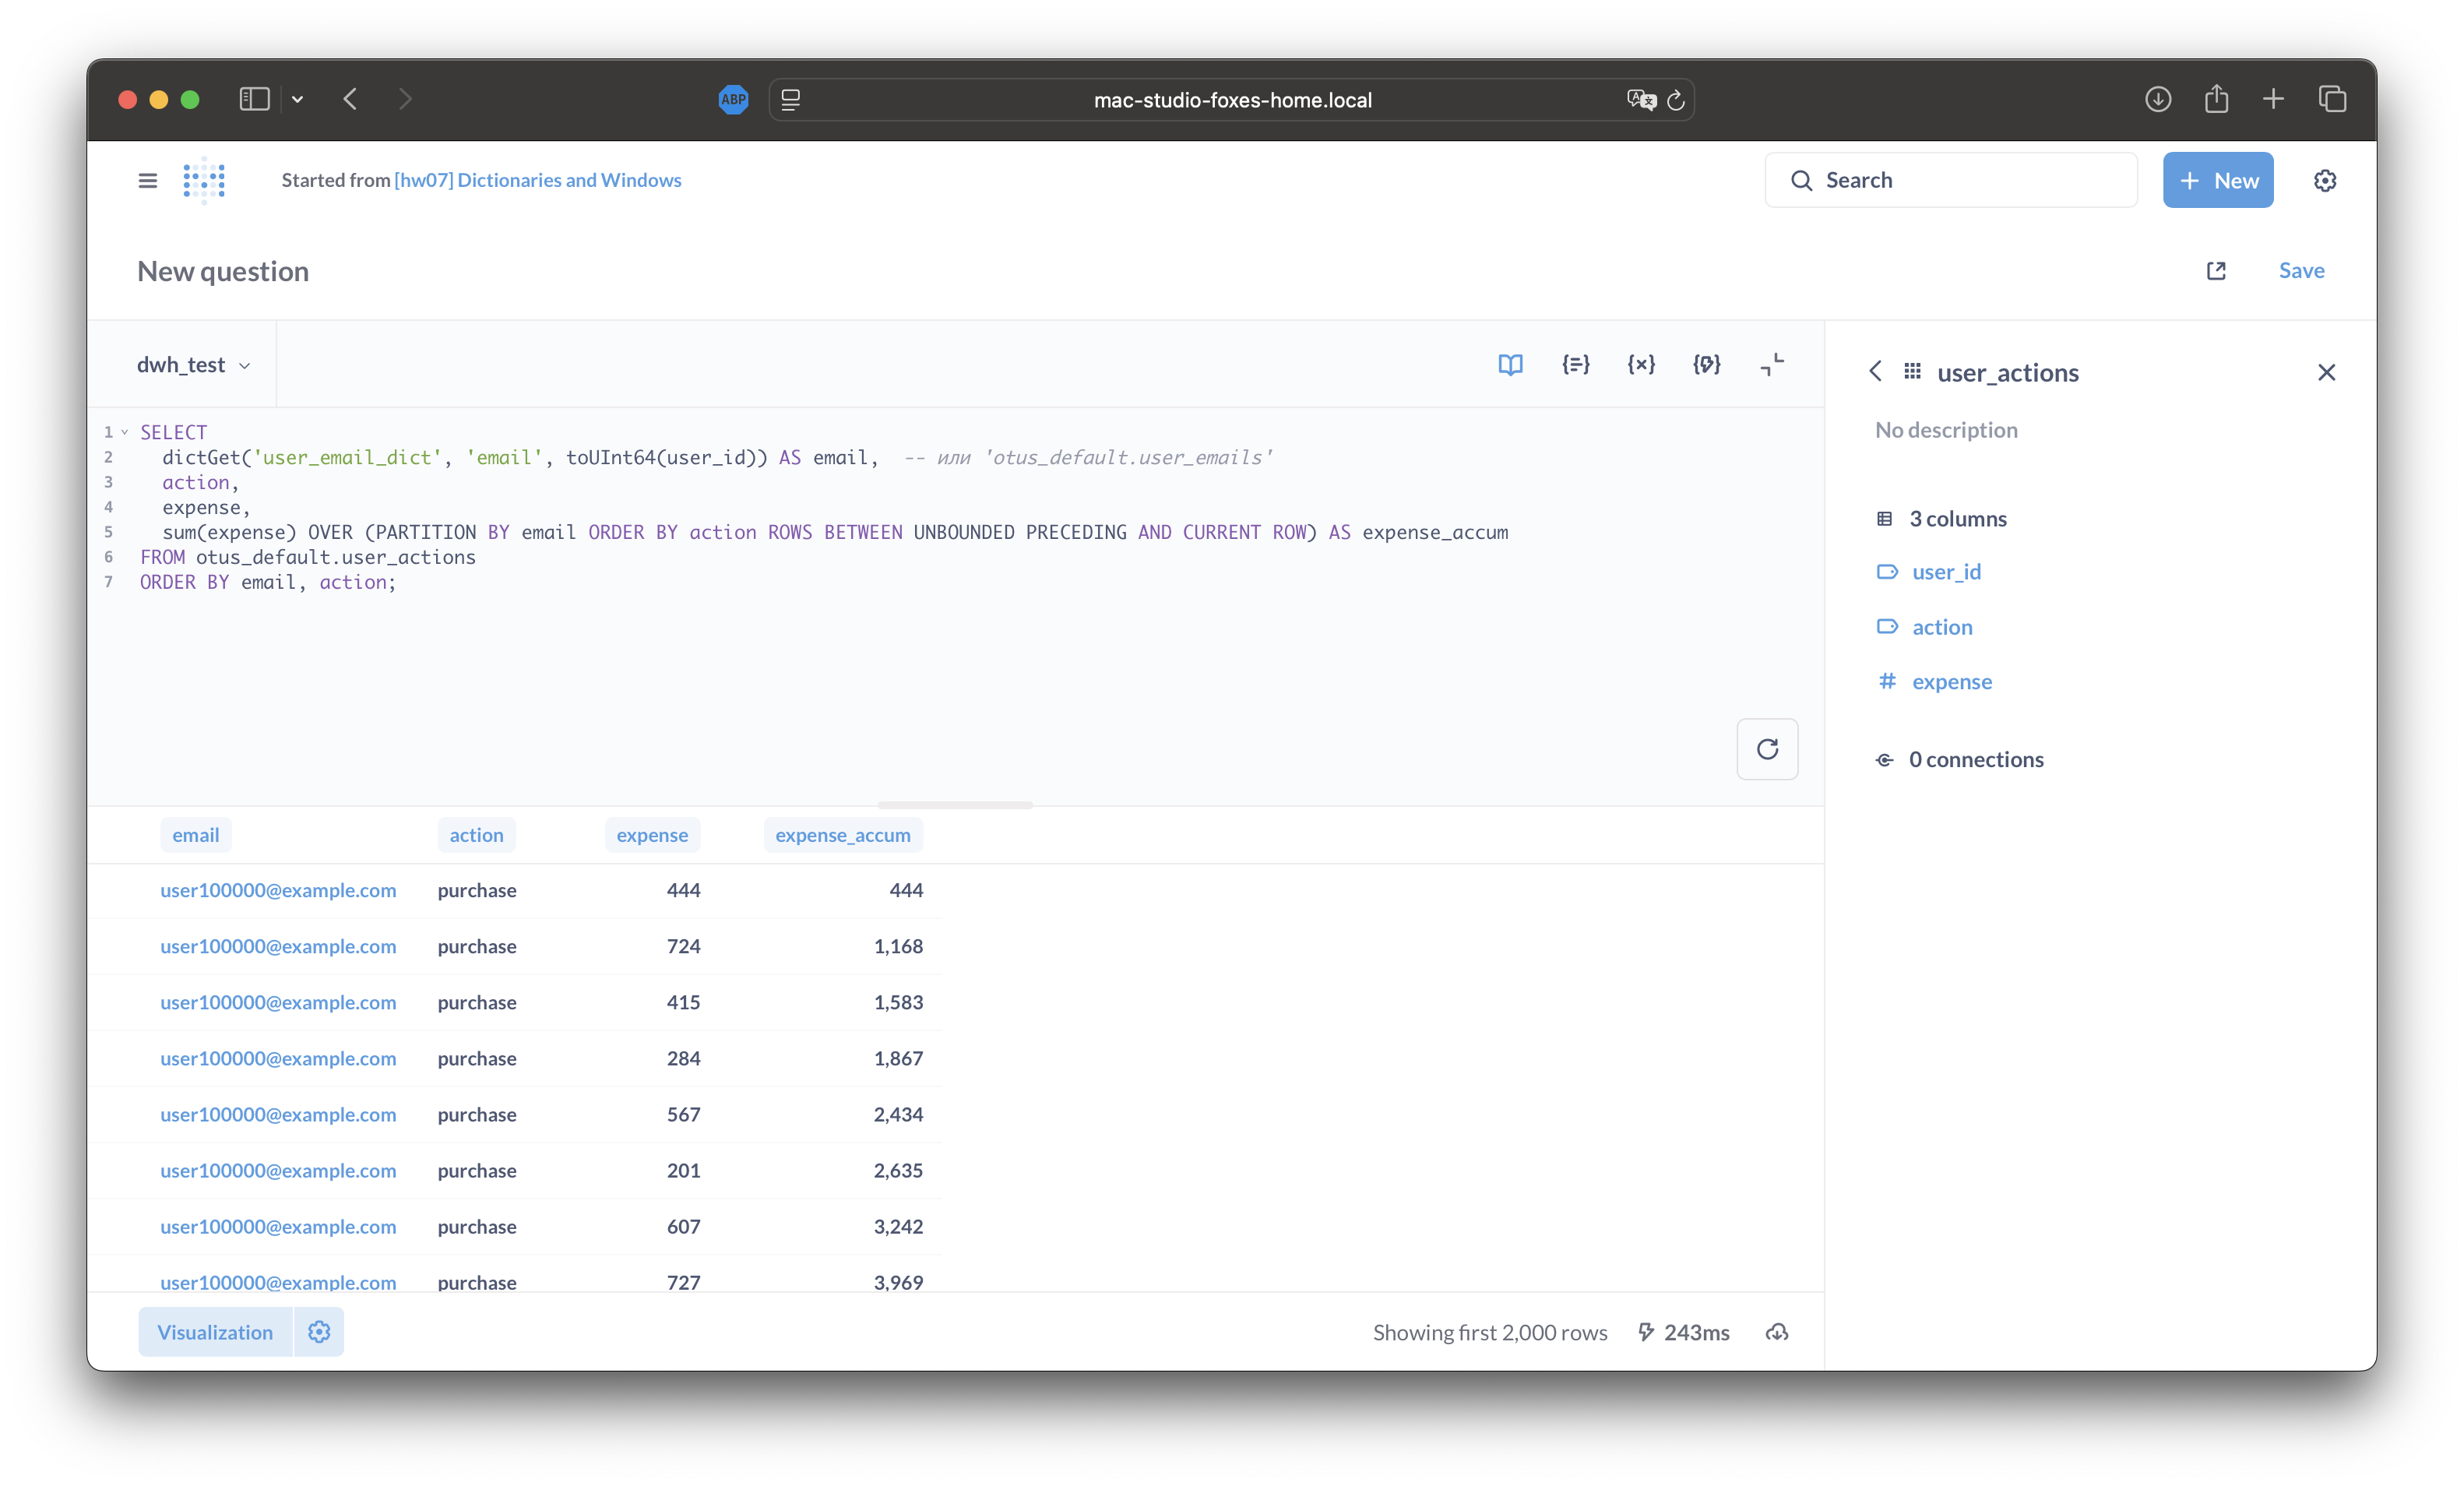 ABP
mac-studio-foxes-home.local
Started from [hw07] Dictionaries and Windows
Search
+ New
New question
Save
dwh_test
1 SELECT
2 dictGet('user_email_dict', 'email', toUInt64(user_id)) AS email, -- или 'otus_default.user_emails'
3 action,
4 expense,
5 sum(expense) OVER (PARTITION BY email ORDER BY action ROWS BETWEEN UNBOUNDED PRECEDING AND CURRENT ROW) AS expense_accum
6 FROM otus_default.user_actions
7 ORDER BY email, action;
user_actions
No description
3 columns
user_id
action
expense
0 connections
email action expense expense_accum
user100000@example.com purchase 444 444
user100000@example.com purchase 724 1,168
user100000@example.com purchase 415 1,583
user100000@example.com purchase 284 1,867
user100000@example.com purchase 567 2,434
user100000@example.com purchase 201 2,635
user100000@example.com purchase 607 3,242
user100000@example.com purchase 727 3,969
Visualization
Showing first 2,000 rows 243ms